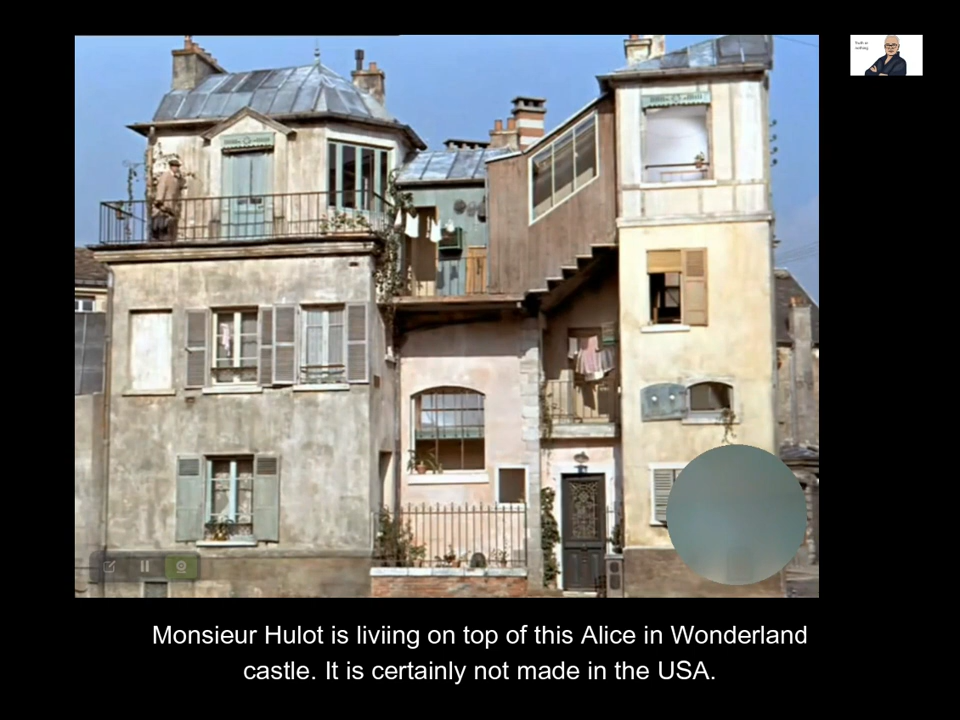 Monsieur Hulot is liviing on top of this Alice in Wonderland
castle. It is certainly not made in the USA.